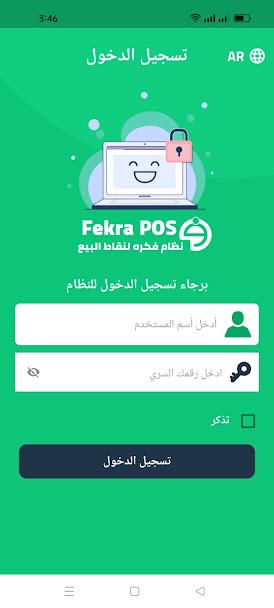 3:46
تسجيل الدخول
AR
Fekra POS
نظام فكره لنقاط البيع
برجاء تسجيل الدخول للنظام
أدخل أسم المستخدم
ادخل رقمك السري
تذكر
تسجيل الدخول